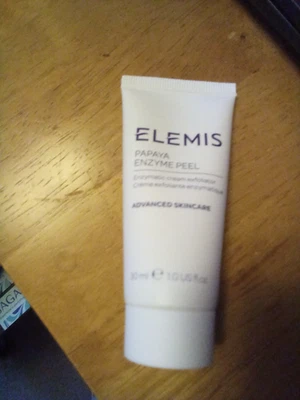 ELEMIS
PAPAYA
ENZYME PEEL
Enzymatic cream exfoliator
Crème exfoliante enzymatique
ADVANCED SKINCARE
30 ml e 1.0 US fl.oz
AGA